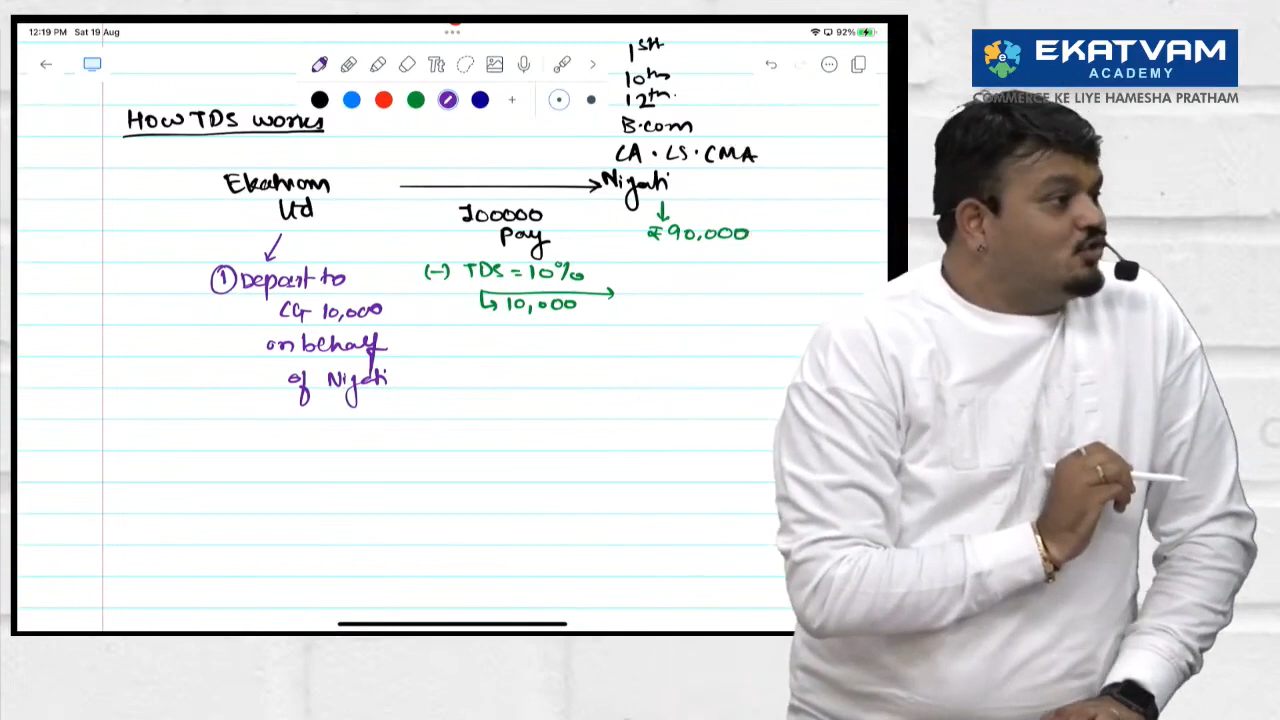 12:19 PM Sat 19 Aug
92%
EKATVAM
ACADEMY
COMMERCE KE LIYE HAMESHA PRATHAM
1st
10th
12th.
B.com
CA . CS . CMA
How TDS works
Ekatvam
Ltd
Niyati
100000
Pay
₹90,000
(-) TDS = 10%
10,000
① Deposit to
CG 10,000
on behalf
of Niyati